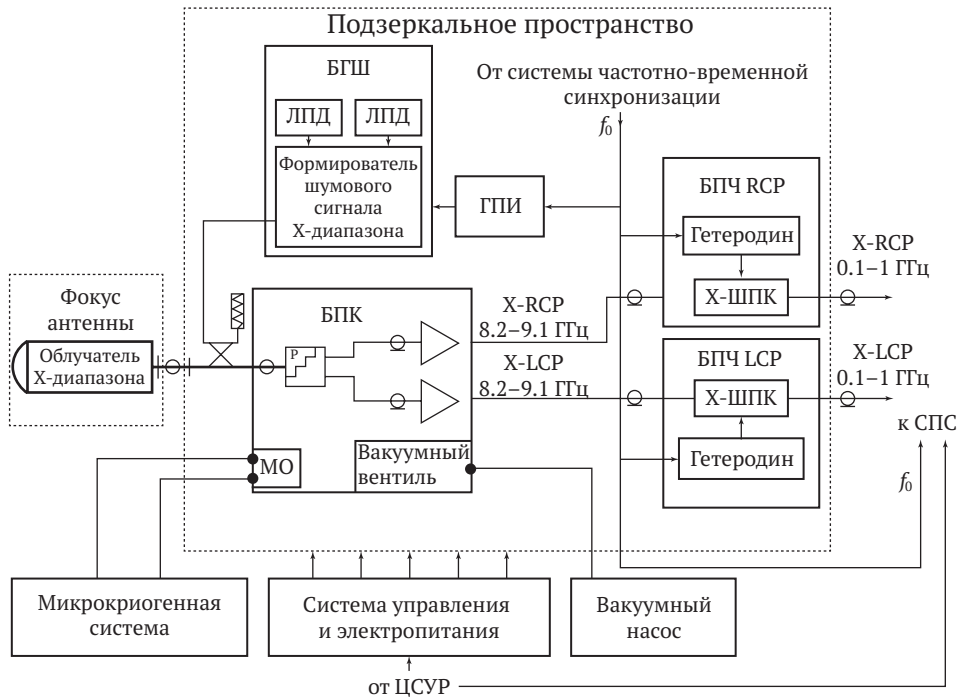 Подзеркальное пространство
БГШ
ЛПД
ЛПД
Формирователь
шумового
сигнала
Х-диапазона
ГПИ
От системы частотно-временной
синхронизации
f₀
БПЧ RCP
Гетеродин
Х-ШПК
X-RCP
0.1–1 ГГц
Фокус
антенны
Облучатель
Х-диапазона
БПК
P
X-RCP
8.2–9.1 ГГц
X-LCP
8.2–9.1 ГГц
БПЧ LCP
Х-ШПК
Гетеродин
X-LCP
0.1–1 ГГц
к СПС
f₀
МО
Вакуумный
вентиль
Микрокриогенная
система
Система управления
и электропитания
Вакуумный
насос
от ЦСУР